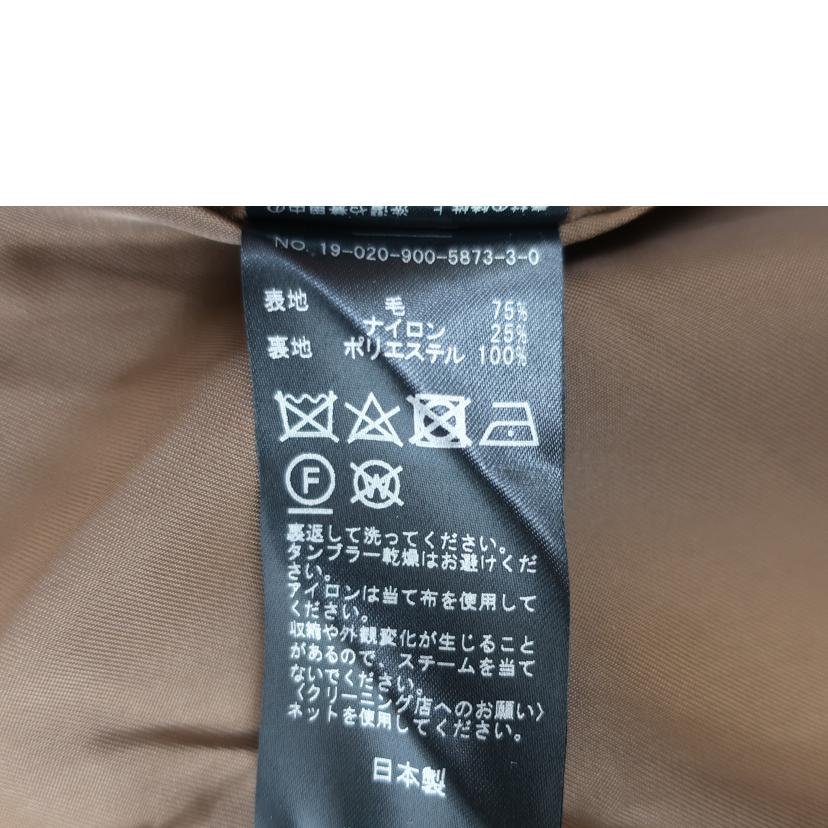 NO. 19-020-900-5873-3-0
表地 毛 75%
ナイロン 25%
裏地 ポリエステル 100%
F W
裏返して洗ってください。
タンブラー乾燥はお避けくだ
さい。
アイロンは当て布を使用して
ください。
収縮や外観変化が生じること
があるので、スチームを当て
ないでください。
〈クリーニング店へのお願い〉
ネットを使用してください。
日本製